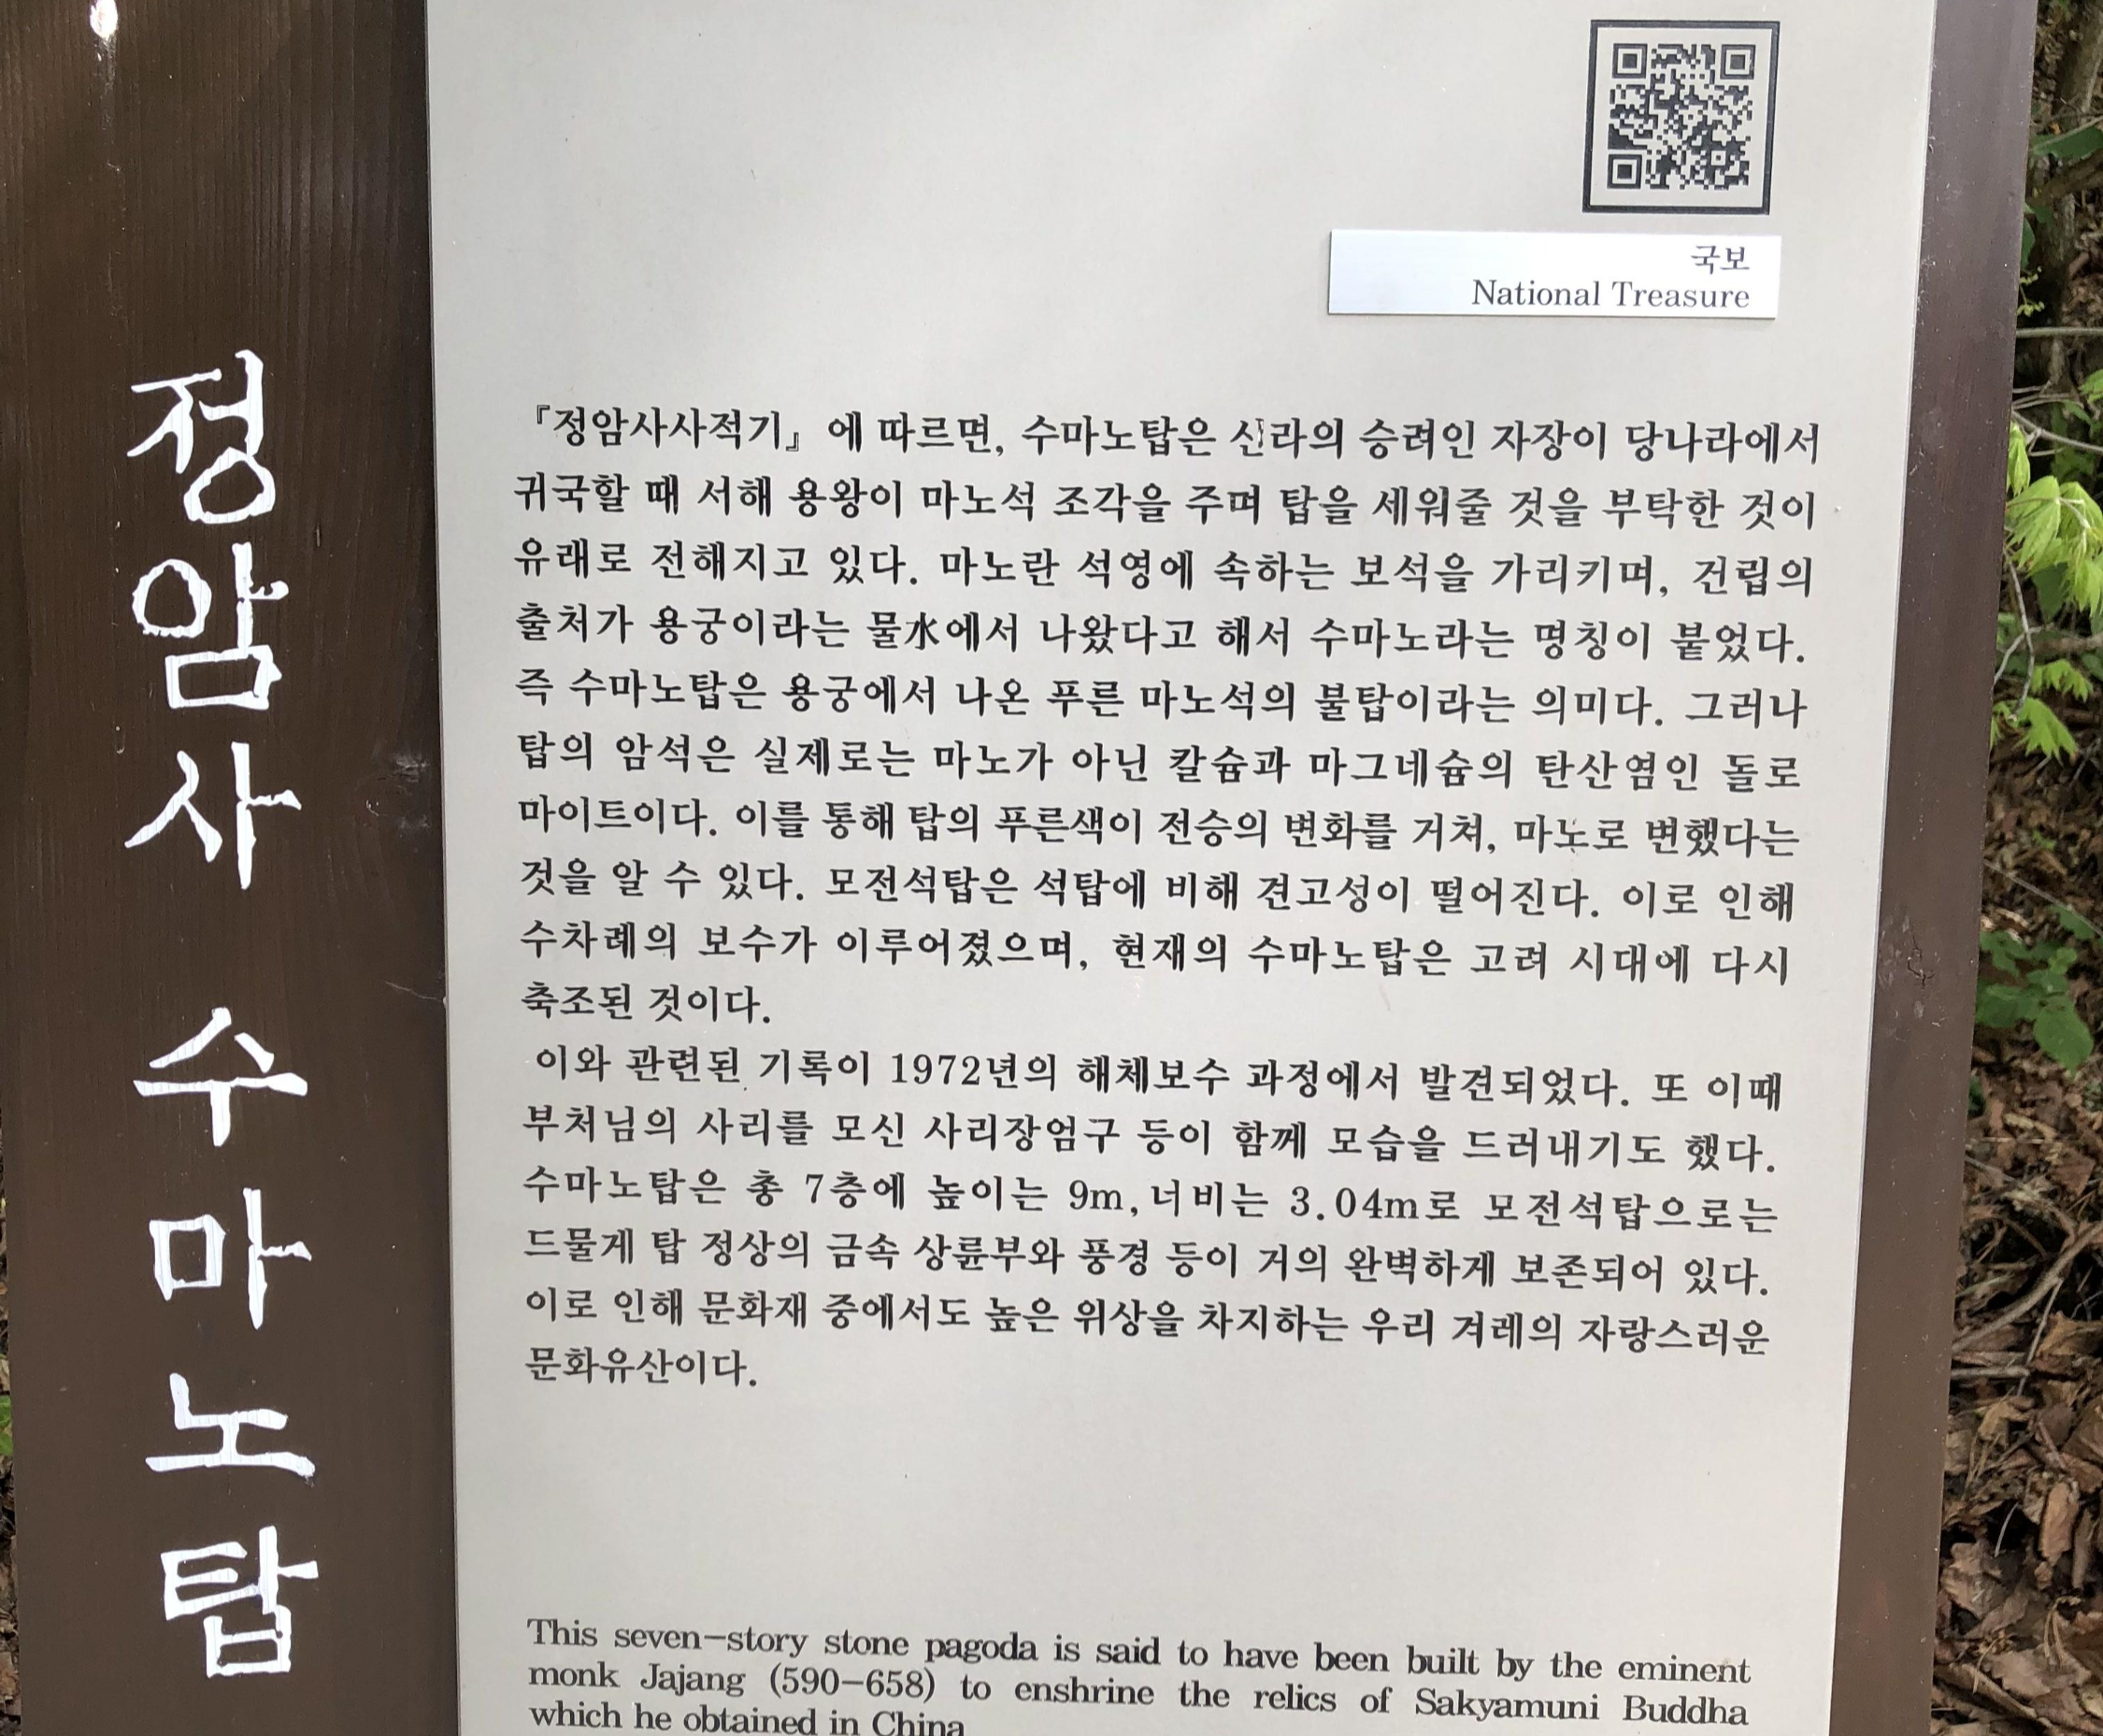 정암사 수마노탑
국보
National Treasure
『정암사사적기』에 따르면, 수마노탑은 신라의 승려인 자장이 당나라에서
귀국할 때 서해 용왕이 마노석 조각을 주며 탑을 세워줄 것을 부탁한 것이
유래로 전해지고 있다. 마노란 석영에 속하는 보석을 가리키며, 건립의
출처가 용궁이라는 물水에서 나왔다고 해서 수마노라는 명칭이 붙었다.
즉 수마노탑은 용궁에서 나온 푸른 마노석의 불탑이라는 의미다. 그러나
탑의 암석은 실제로는 마노가 아닌 칼슘과 마그네슘의 탄산염인 돌로
마이트이다. 이를 통해 탑의 푸른색이 전승의 변화를 거쳐, 마노로 변했다는
것을 알 수 있다. 모전석탑은 석탑에 비해 견고성이 떨어진다. 이로 인해
수차례의 보수가 이루어졌으며, 현재의 수마노탑은 고려 시대에 다시
축조된 것이다.
이와 관련된 기록이 1972년의 해체보수 과정에서 발견되었다. 또 이때
부처님의 사리를 모신 사리장엄구 등이 함께 모습을 드러내기도 했다.
수마노탑은 총 7층에 높이는 9m, 너비는 3.04m로 모전석탑으로는
드물게 탑 정상의 금속 상륜부와 풍경 등이 거의 완벽하게 보존되어 있다.
이로 인해 문화재 중에서도 높은 위상을 차지하는 우리 겨레의 자랑스러운
문화유산이다.
This seven-story stone pagoda is said to have been built by the eminent
monk Jajang (590-658) to enshrine the relics of Sakyamuni Buddha
which he obtained in China